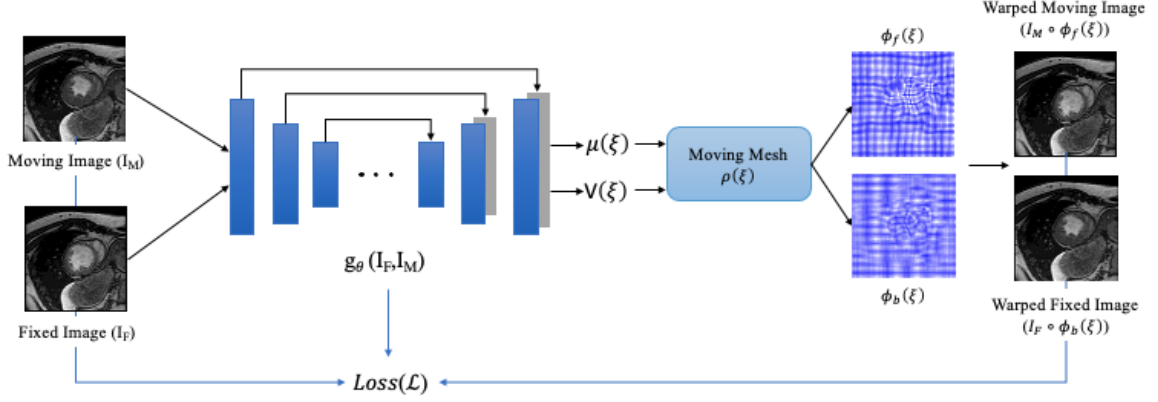 Moving Image (I_M)
Fixed Image (I_F)
• • •
g_θ (I_F,I_M)
μ(ξ)
V(ξ)
Moving Mesh
ρ(ξ)
ϕ_f(ξ)
ϕ_b(ξ)
Warped Moving Image
(I_M ∘ ϕ_f(ξ))
Warped Fixed Image
(I_F ∘ ϕ_b(ξ))
Loss(ℒ)